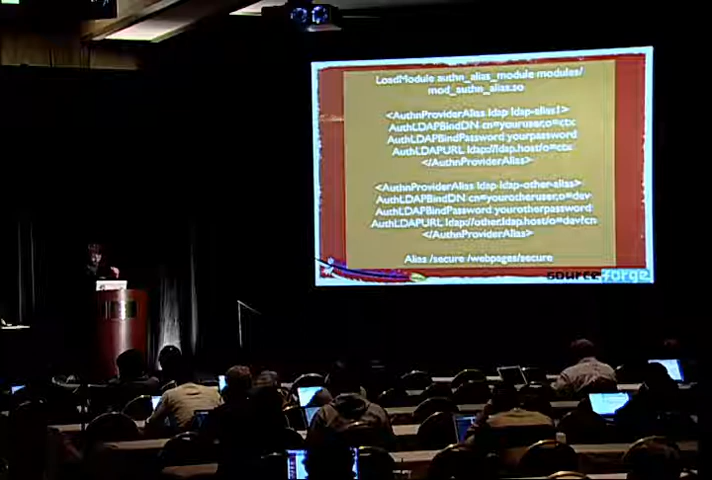 LoadModule authn_alias_module modules/
mod_authn_alias.so
<AuthnProviderAlias ldap ldap-alias1>
AuthLDAPBindDN cn=youruser,o=ctx
AuthLDAPBindPassword yourpassword
AuthLDAPURL ldap://ldap.host/o=ctx
</AuthnProviderAlias>
<AuthnProviderAlias ldap ldap-other-alias>
AuthLDAPBindDN cn=yourotheruser,o=dev
AuthLDAPBindPassword yourotherpassword
AuthLDAPURL ldap://other.ldap.host/o=dev?cn
</AuthnProviderAlias>
Alias /secure /webpages/secure
sourceforge